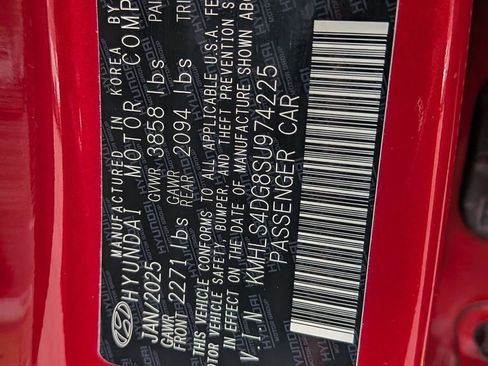 MANUFACTURED IN KOREA BY
HYUNDAI MOTOR COMP
JAN/2025 GVWR 3858 lbs PAI
GAWR FRONT 2271 lbs GAWR REAR 2094 lbs
THIS VEHICLE CONFORMS TO ALL APPLICABLE U.S.A. FE
MOTOR VEHICLE SAFETY, BUMPER, AND THEFT PREVENTION S
IN EFFECT ON THE DATE OF MANUFACTURE SHOWN ABO
V.I.N KMHLS4DG8SU974225
PASSENGER CAR